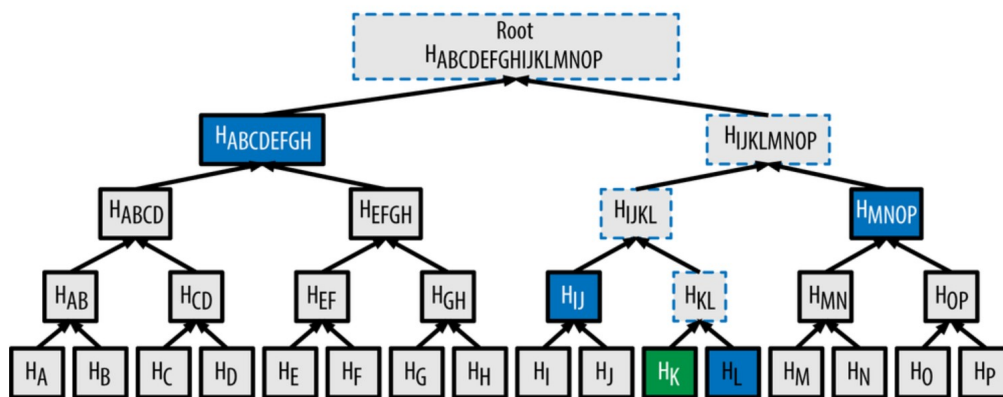 Root
HABCDEFGHIJKLMNOP
HABCDEFGH
HIJKLMNOP
HABCD
HEFGH
HIJKL
HMNOP
HAB
HCD
HEF
HGH
HIJ
HKL
HMN
HOP
HA
HB
HC
HD
HE
HF
HG
HH
HI
HJ
HK
HL
HM
HN
HO
HP